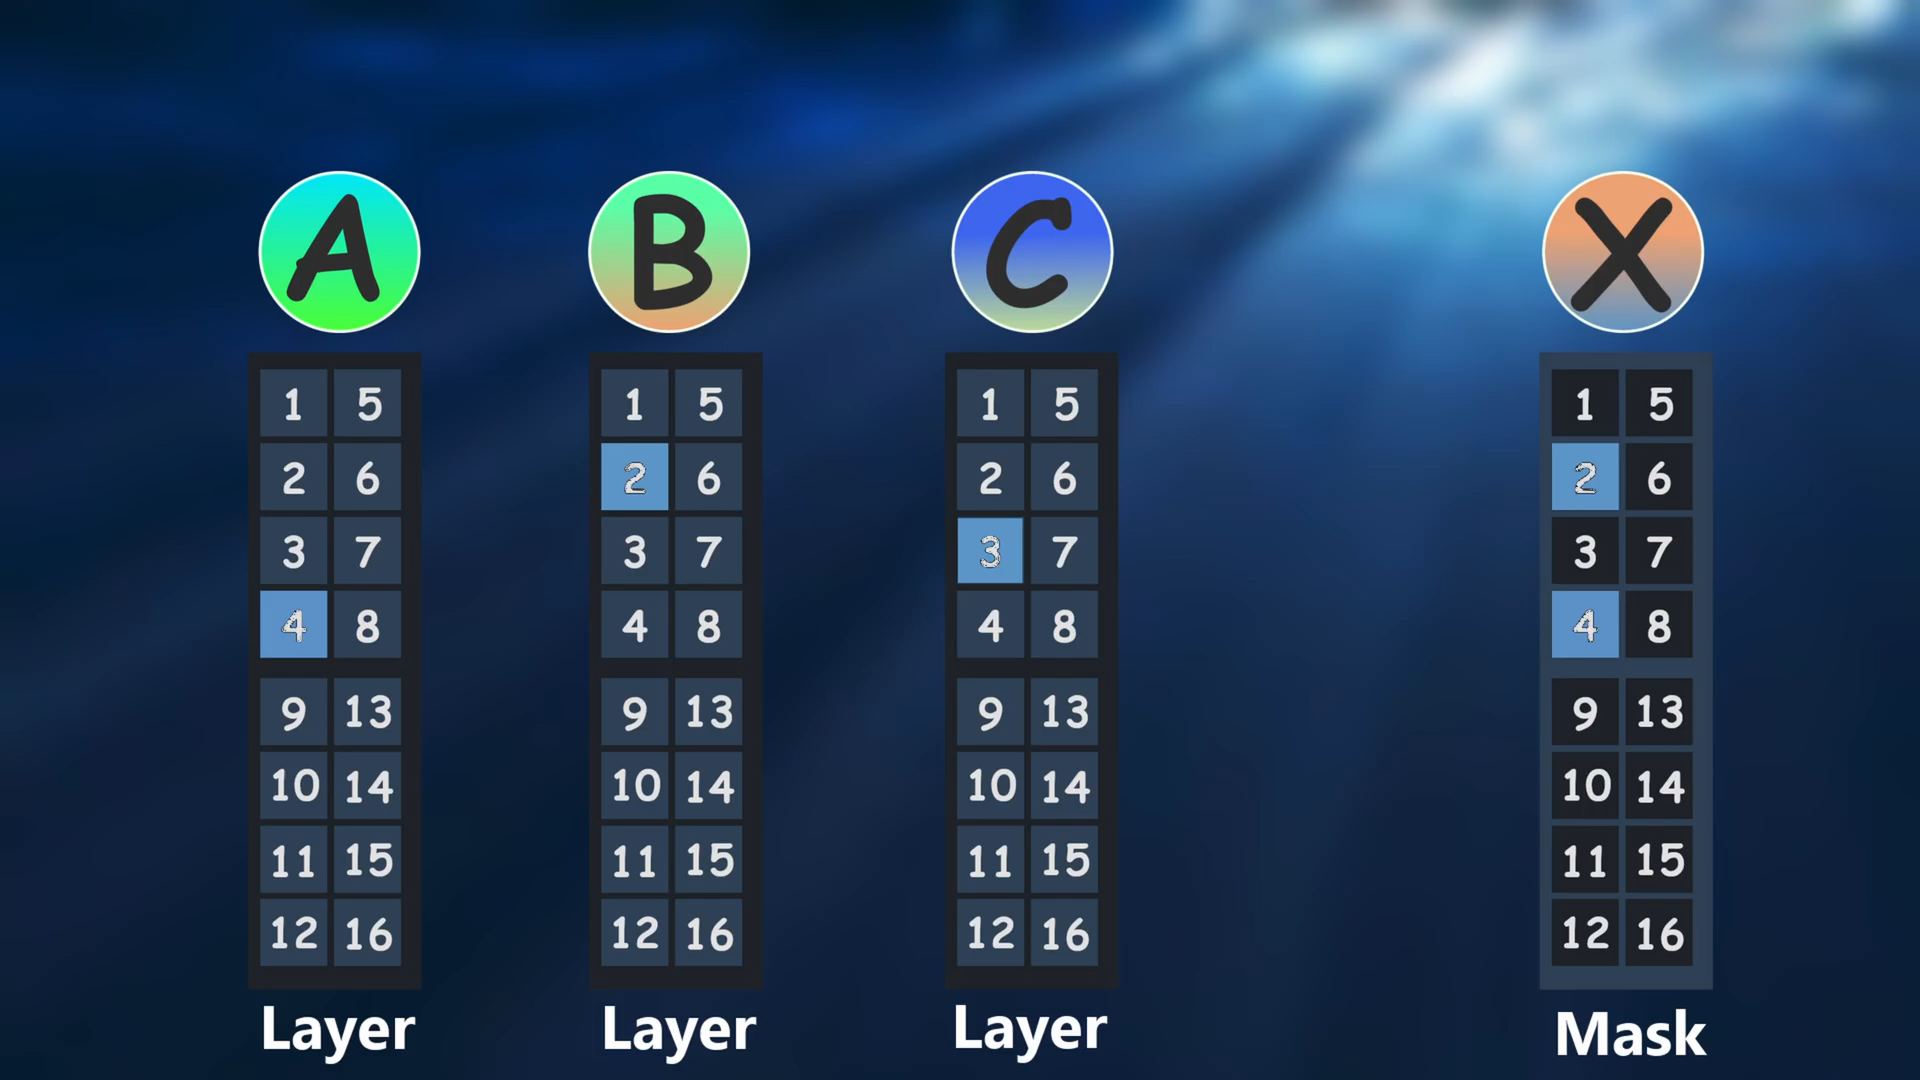 A B C X
1 5 1 5 1 5 1 5
2 6 2 6 2 6 2 6
3 7 3 7 3 7 3 7
4 8 4 8 4 8 4 8
9 13 9 13 9 13 9 13
10 14 10 14 10 14 10 14
11 15 11 15 11 15 11 15
12 16 12 16 12 16 12 16
Layer Layer Layer Mask